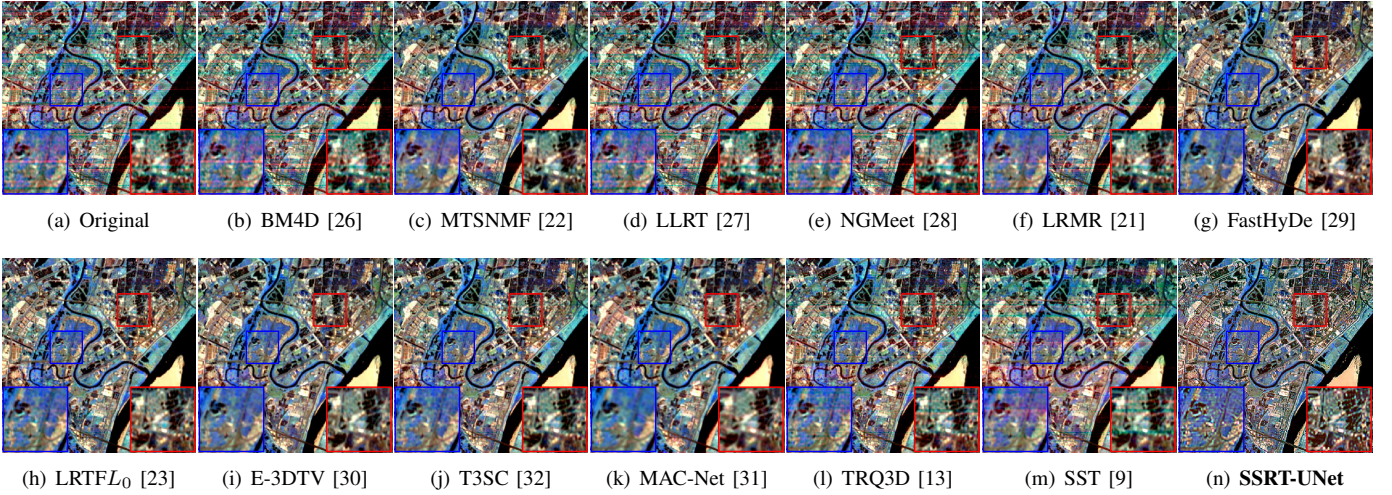 (a) Original (b) BM4D [26] (c) MTSNMF [22] (d) LLRT [27] (e) NGMeet [28] (f) LRMR [21] (g) FastHyDe [29]
(h) LRTFL₀ [23] (i) E-3DTV [30] (j) T3SC [32] (k) MAC-Net [31] (l) TRQ3D [13] (m) SST [9] (n) SSRT-UNet